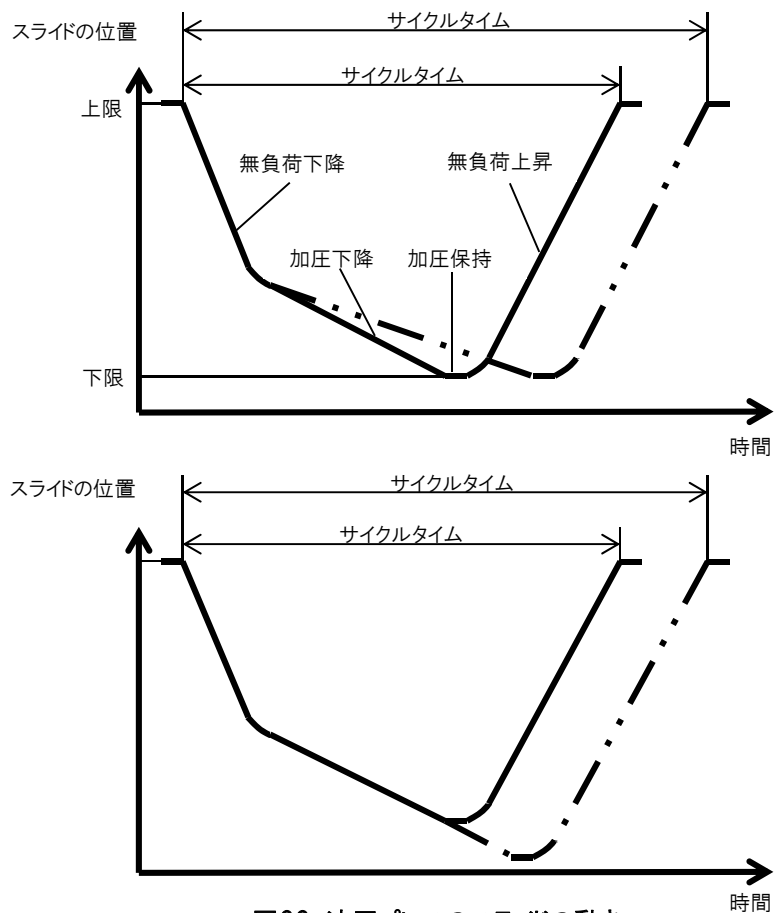 サイクルタイム
スライドの位置
サイクルタイム
上限
無負荷下降
無負荷上昇
加圧下降
加圧保持
下限
時間
サイクルタイム
スライドの位置
サイクルタイム
時間